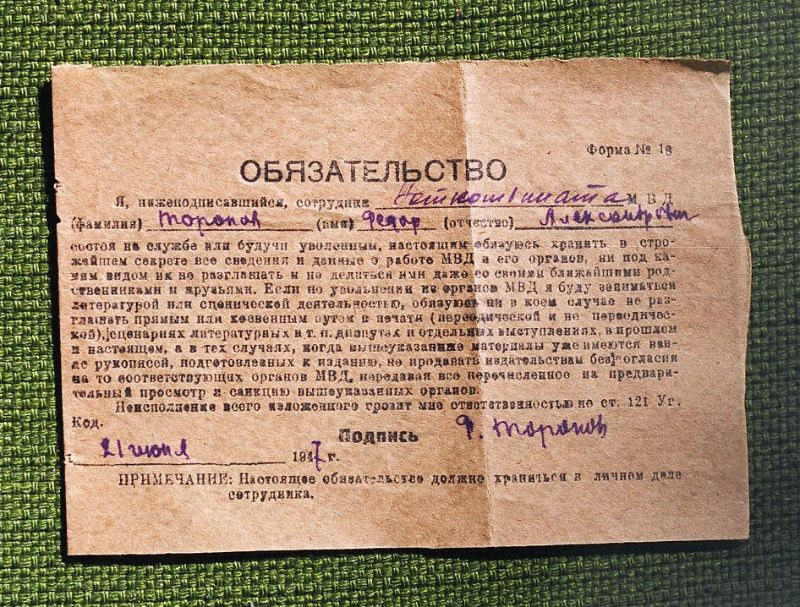 Форма № 18
ОБЯЗАТЕЛЬСТВО
Я, нижеподписавшийся, сотрудник МВД
(фамилия) Торопов (имя) Федор (отчество) Александрович
состоя на службе или будучи уволенным, настоящим обязуюсь хранить в стро-
жайшем секрете все сведения и данные о работе МВД и его органов, ни под ка-
ким видом их не разглашать и не делиться ими даже со своими ближайшими род-
ственниками и друзьями. Если по увольнении из органов МВД я буду заниматься
литературой или сценической деятельностью, обязуюсь ни в коем случае не раз-
глашать прямым или косвенным путем в печати (периодической и не периодичес-
кой), сценариях литературных и т. п. диспутах и отдельных выступлениях, в прошлом
и настоящем, а в тех случаях, когда вышеуказанные материалы уже имеются в ви-
де рукописей, подготовленных к изданию, не продавать издательствам без согласия
на то соответствующих органов МВД, передавая все перечисленное на предвари-
тельный просмотр и санкцию вышеуказанных органов.
Неисполнение всего изложенного грозит мне ответственностью по ст. 121 Уг.
Код.
Подпись Ф. Торопов
21 июня 1947 г.
ПРИМЕЧАНИЕ: Настоящее обязательство должно храниться в личном деле
сотрудника.